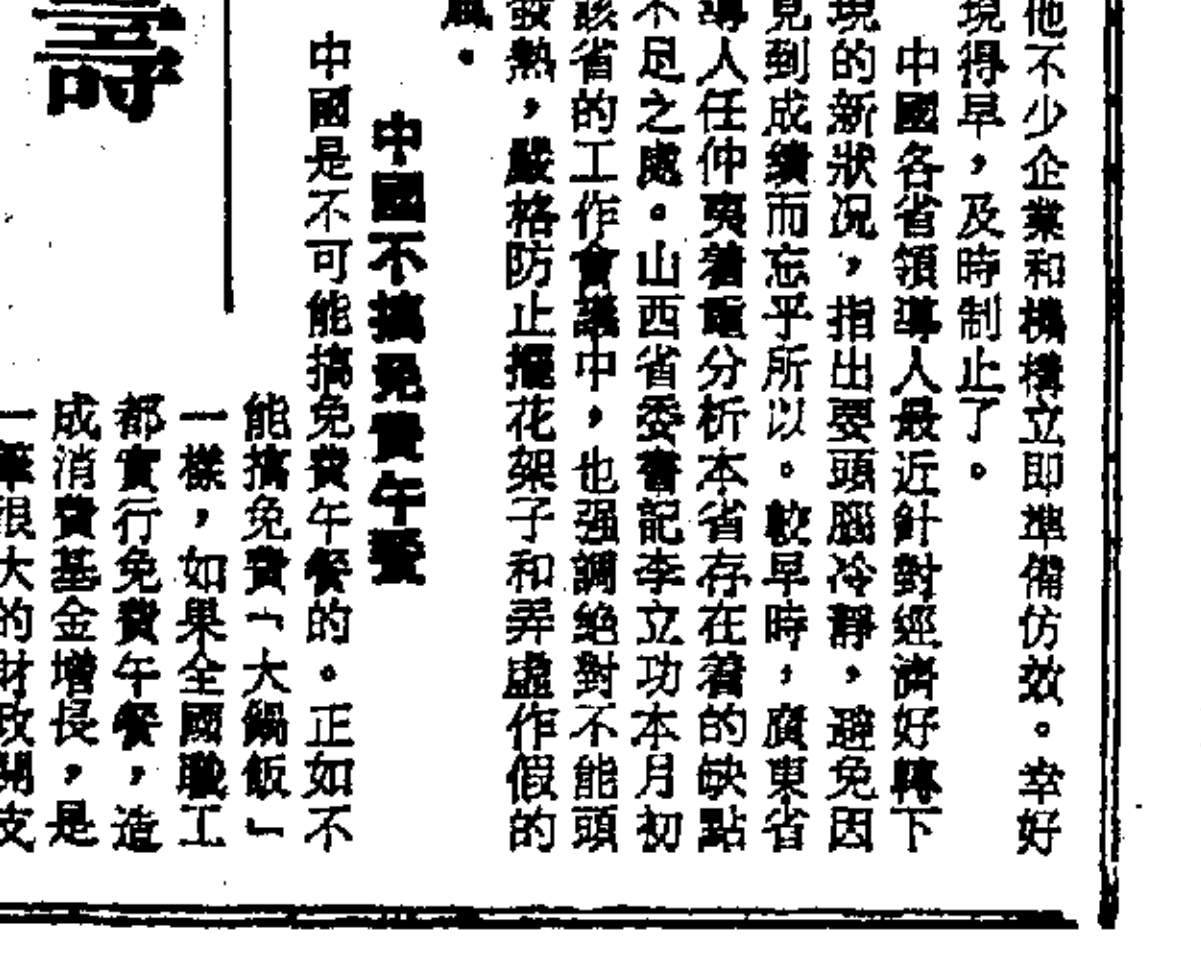 他不少企業和機構立即準備仿效。幸好
現得早，及時制止了。
中國各省領導人最近針對經濟好轉下
現的新狀況，指出要頭腦冷靜，避免因
見到成績而忘乎所以。較早時，廣東省
導人任仲夷着重分析本省存在着的缺點
不足之處。山西省委書記李立功本月初
該省的工作會議中，也强調絕對不能頭
發熱，嚴格防止擺花架子和弄虛作假的
風。
中國不搞免費午餐
中國是不可能搞免費午餐的。正如不
能搞免費「大鍋飯」
一樣，如果全國職工
都實行免費午餐，造
成消費基金增長，是
一筆很大的財政開支
壽